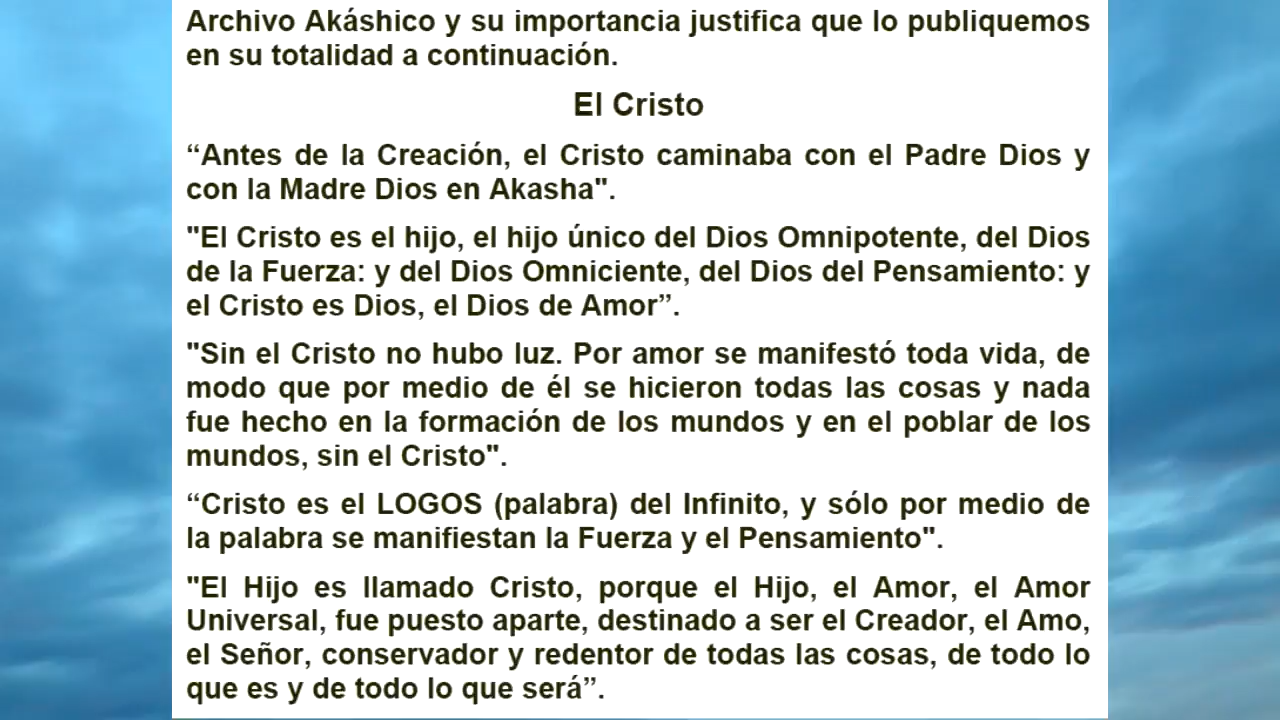 Archivo Akáshico y su importancia justifica que lo publiquemos
en su totalidad a continuación.
El Cristo
“Antes de la Creación, el Cristo caminaba con el Padre Dios y
con la Madre Dios en Akasha".
"El Cristo es el hijo, el hijo único del Dios Omnipotente, del Dios
de la Fuerza: y del Dios Omniciente, del Dios del Pensamiento: y
el Cristo es Dios, el Dios de Amor”.
"Sin el Cristo no hubo luz. Por amor se manifestó toda vida, de
modo que por medio de él se hicieron todas las cosas y nada
fue hecho en la formación de los mundos y en el poblar de los
mundos, sin el Cristo".
“Cristo es el LOGOS (palabra) del Infinito, y sólo por medio de
la palabra se manifiestan la Fuerza y el Pensamiento".
"El Hijo es llamado Cristo, porque el Hijo, el Amor, el Amor
Universal, fue puesto aparte, destinado a ser el Creador, el Amo,
el Señor, conservador y redentor de todas las cosas, de todo lo
que es y de todo lo que será”.